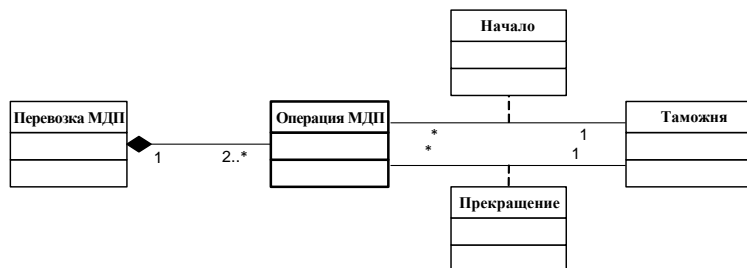 Начало
Перевозка МДП
Операция МДП
Таможня
1
2..*
*
1
*
1
Прекращение